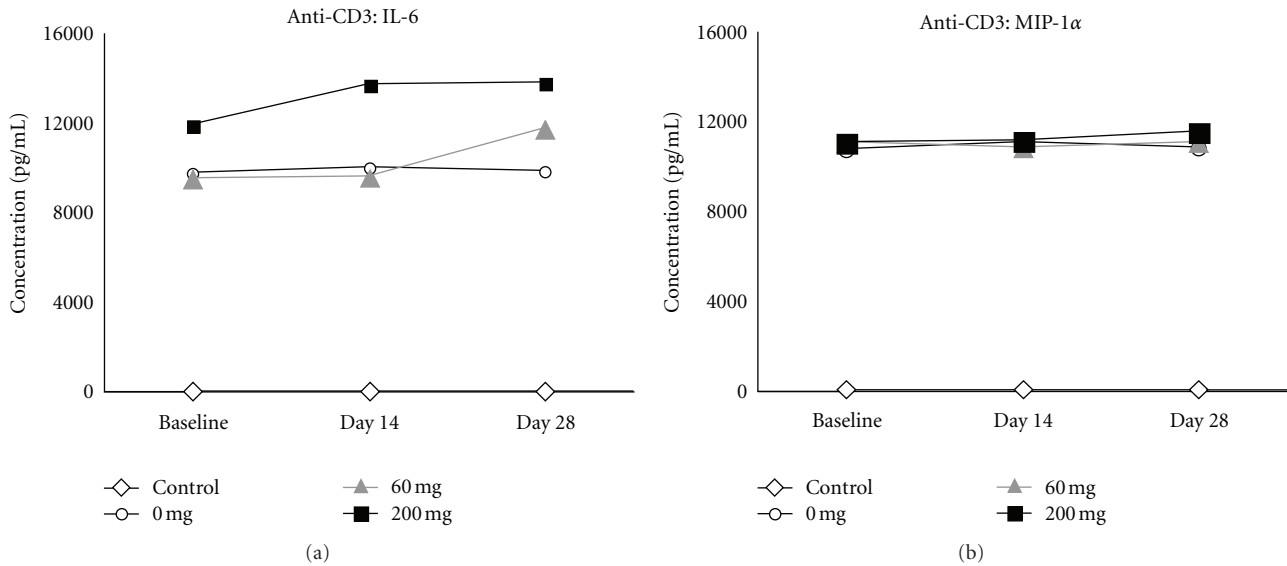 Anti-CD3: IL-6
16000
12000
8000
4000
0
Concentration (pg/mL)
Baseline Day 14 Day 28
Control 60 mg
0 mg 200 mg
(a)
Anti-CD3: MIP-1α
16000
12000
8000
4000
0
Concentration (pg/mL)
Baseline Day 14 Day 28
Control 60 mg
0 mg 200 mg
(b)